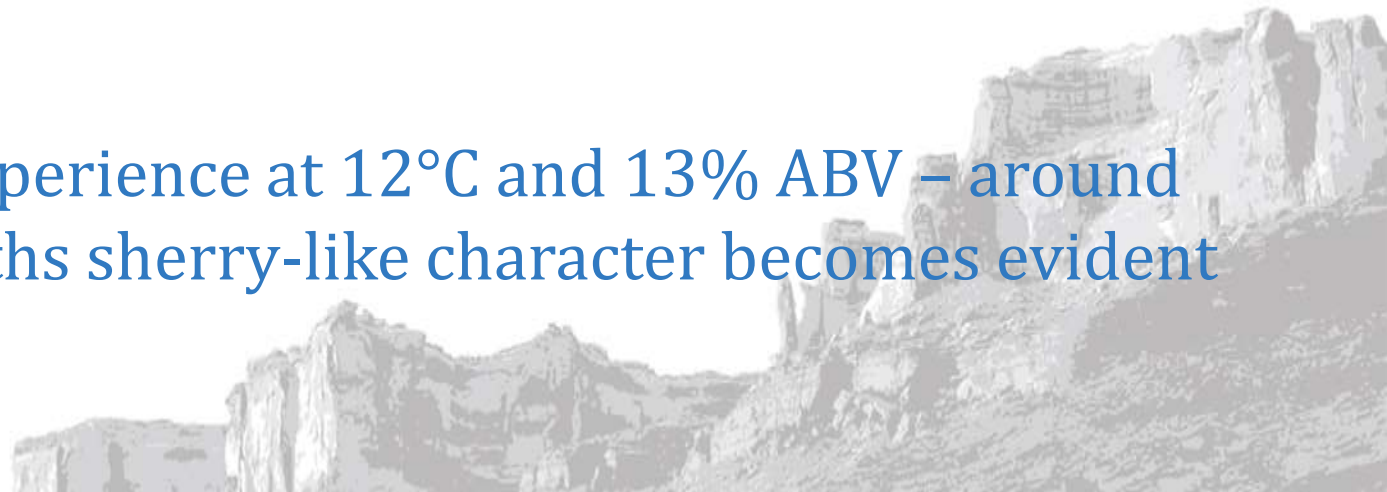 perience at 12°C and 13% ABV – around
ths sherry-like character becomes evident